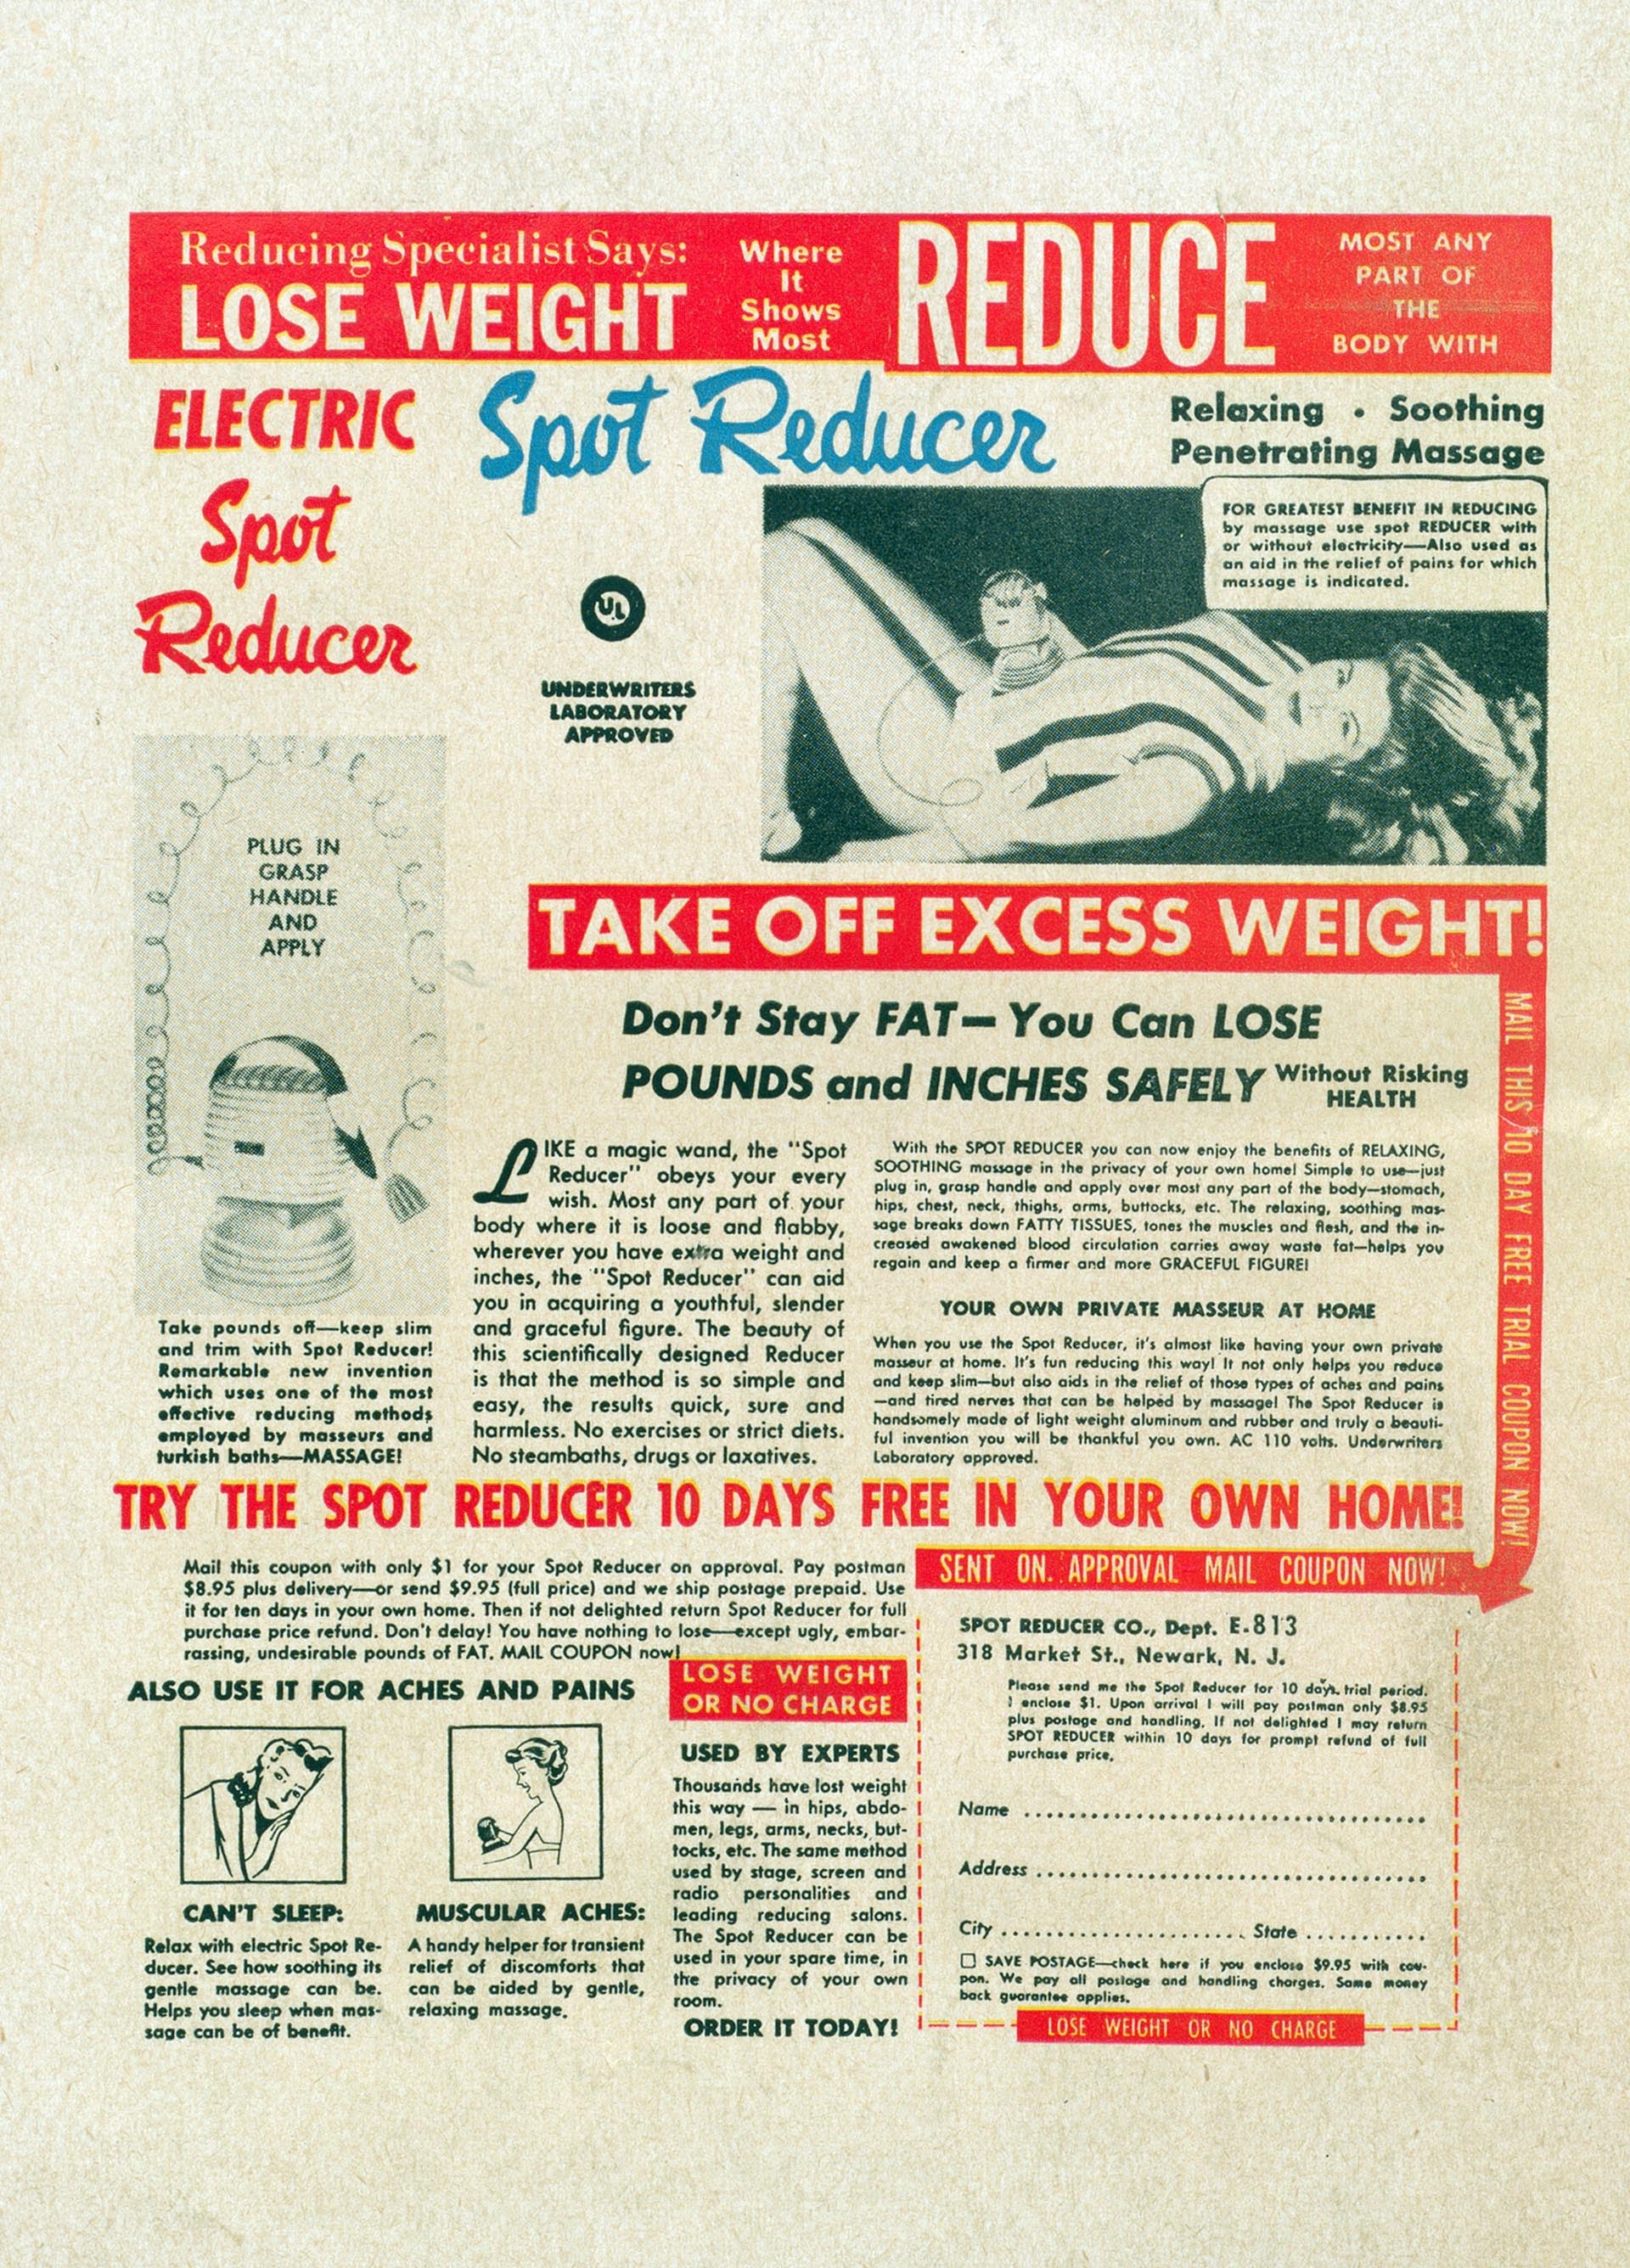 Reducing Specialist Says:
LOSE WEIGHT
Where
It
Shows
Most
REDUCE
MOST ANY
PART OF
THE
BODY WITH
ELECTRIC
Spot
Reducer
Spot Reducer
Relaxing • Soothing
Penetrating Massage
UL
UNDERWRITERS
LABORATORY
APPROVED
FOR GREATEST BENEFIT IN REDUCING
by massage use spot REDUCER with
or without electricity—Also used as
an aid in the relief of pains for which
massage is indicated.
PLUG IN
GRASP
HANDLE
AND
APPLY
Take pounds off—keep slim
and trim with Spot Reducer!
Remarkable new invention
which uses one of the most
effective reducing methods
employed by masseurs and
turkish baths—MASSAGE!
TAKE OFF EXCESS WEIGHT!
Don't Stay FAT—You Can LOSE
POUNDS and INCHES SAFELY Without Risking
HEALTH
LIKE a magic wand, the "Spot
Reducer" obeys your every
wish. Most any part of your
body where it is loose and flabby,
wherever you have extra weight and
inches, the "Spot Reducer" can aid
you in acquiring a youthful, slender
and graceful figure. The beauty of
this scientifically designed Reducer
is that the method is so simple and
easy, the results quick, sure and
harmless. No exercises or strict diets.
No steambaths, drugs or laxatives.
With the SPOT REDUCER you can now enjoy the benefits of RELAXING,
SOOTHING massage in the privacy of your own home! Simple to use—just
plug in, grasp handle and apply over most any part of the body—stomach,
hips, chest, neck, thighs, arms, buttocks, etc. The relaxing, soothing mas-
sage breaks down FATTY TISSUES, tones the muscles and flesh, and the in-
creased awakened blood circulation carries away waste fat—helps you
regain and keep a firmer and more GRACEFUL FIGURE!
YOUR OWN PRIVATE MASSEUR AT HOME
When you use the Spot Reducer, it's almost like having your own private
masseur at home. It's fun reducing this way! It not only helps you reduce
and keep slim—but also aids in the relief of those types of aches and pains
—and tired nerves that can be helped by massage! The Spot Reducer is
handsomely made of light weight aluminum and rubber and truly a beauti-
ful invention you will be thankful you own. AC 110 volts. Underwriters
Laboratory approved.
MAIL THIS 10 DAY FREE TRIAL COUPON NOW!
TRY THE SPOT REDUCER 10 DAYS FREE IN YOUR OWN HOME!
Mail this coupon with only $1 for your Spot Reducer on approval. Pay postman
$8.95 plus delivery—or send $9.95 (full price) and we ship postage prepaid. Use
it for ten days in your own home. Then if not delighted return Spot Reducer for full
purchase price refund. Don't delay! You have nothing to lose—except ugly, embar-
rassing, undesirable pounds of FAT. MAIL COUPON now!
ALSO USE IT FOR ACHES AND PAINS
CAN'T SLEEP:
Relax with electric Spot Re-
ducer. See how soothing its
gentle massage can be.
Helps you sleep when mas-
sage can be of benefit.
MUSCULAR ACHES:
A handy helper for transient
relief of discomforts that
can be aided by gentle,
relaxing massage.
LOSE WEIGHT
OR NO CHARGE
USED BY EXPERTS
Thousands have lost weight
this way — in hips, abdo-
men, legs, arms, necks, but-
tocks, etc. The same method
used by stage, screen and
radio personalities and
leading reducing salons.
The Spot Reducer can be
used in your spare time, in
the privacy of your own
room.
ORDER IT TODAY!
SENT ON. APPROVAL MAIL COUPON NOW!
SPOT REDUCER CO., Dept. E-813
318 Market St., Newark, N. J.
Please send me the Spot Reducer for 10 days. trial period.
I enclose $1. Upon arrival I will pay postman only $8.95
plus postage and handling. If not delighted I may return
SPOT REDUCER within 10 days for prompt refund of full
purchase price.
Name
Address
City State
SAVE POSTAGE—check here if you enclose $9.95 with cou-
pon. We pay all postage and handling charges. Same money
back guarantee applies.
LOSE WEIGHT OR NO CHARGE